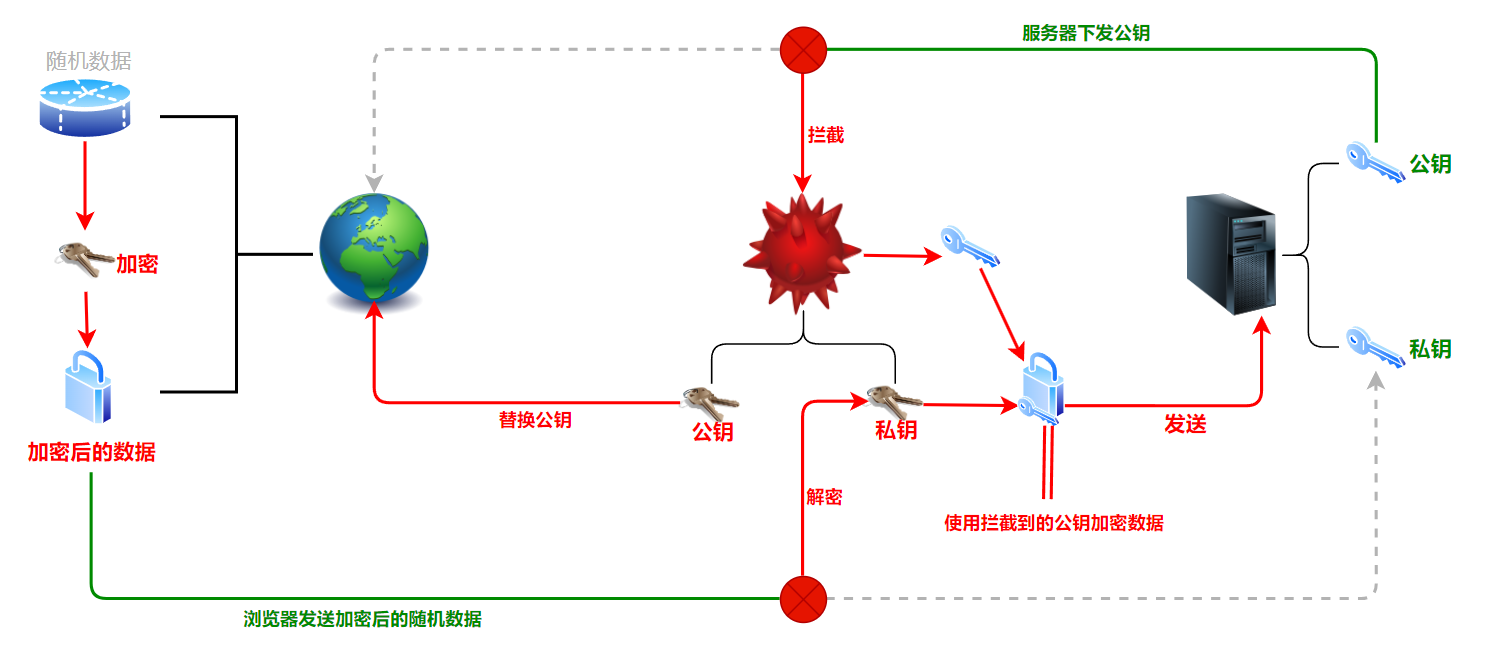 服务器下发公钥
随机数据
拦截
公钥
加密
私钥
替换公钥
公钥
私钥
发送
加密后的数据
解密
使用拦截到的公钥加密数据
浏览器发送加密后的随机数据